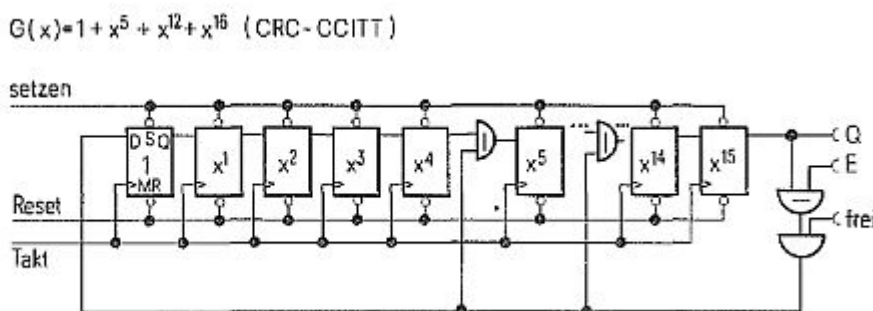 G(x)=1 + x⁵ + x¹² + x¹⁶ (CRC-CCITT)
setzen
D S Q
1
MR
x¹
x²
x³
x⁴
x⁵
x¹⁴
x¹⁵
Q
E
frei
Reset
Takt